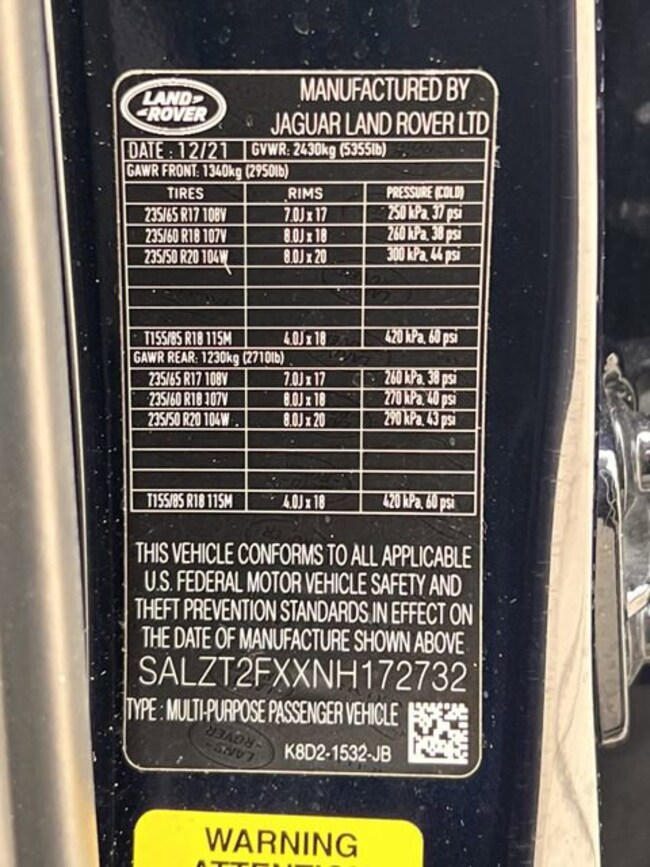 LAND-
-ROVER
MANUFACTURED BY
JAGUAR LAND ROVER LTD
DATE : 12/21 GVWR: 2430kg (5355lb)
GAWR FRONT: 1340kg (2950lb)
TIRES RIMS PRESSURE (COLD)
235/65 R17 108V 7.0J x 17 250 kPa, 37 psi
235/60 R18 107V 8.0J x 18 260 kPa, 38 psi
235/50 R20 104W 8.0J x 20 300 kPa, 44 psi
T155/85 R18 115M 4.0J x 18 420 kPa, 60 psi
GAWR REAR: 1230kg (2710lb)
235/65 R17 108V 7.0J x 17 260 kPa, 38 psi
235/60 R18 107V 8.0J x 18 270 kPa, 40 psi
235/50 R20 104W 8.0J x 20 290 kPa, 43 psi
T155/85 R18 115M 4.0J x 18 420 kPa, 60 psi
THIS VEHICLE CONFORMS TO ALL APPLICABLE
U.S. FEDERAL MOTOR VEHICLE SAFETY AND
THEFT PREVENTION STANDARDS IN EFFECT ON
THE DATE OF MANUFACTURE SHOWN ABOVE
SALZT2FXXNH172732
TYPE : MULTI-PURPOSE PASSENGER VEHICLE
K8D2-1532-JB
WARNING